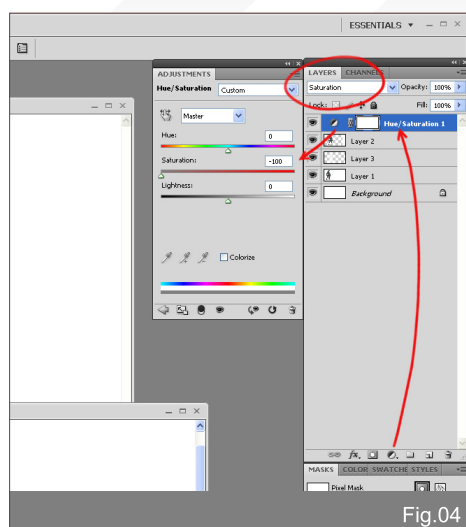 ESSENTIALS
ADJUSTMENTS
Hue/Saturation Custom
Master
Hue: 0
Saturation: -100
Lightness: 0
Colorize
LAYERS CHANNELS
Saturation Opacity: 100%
Lock: Fill: 100%
Hue/Saturation 1
Layer 2
Layer 3
Layer 1
Background
fx.
MASKS COLOR SWATCHE STYLES
Pixel Mask
Fig.04